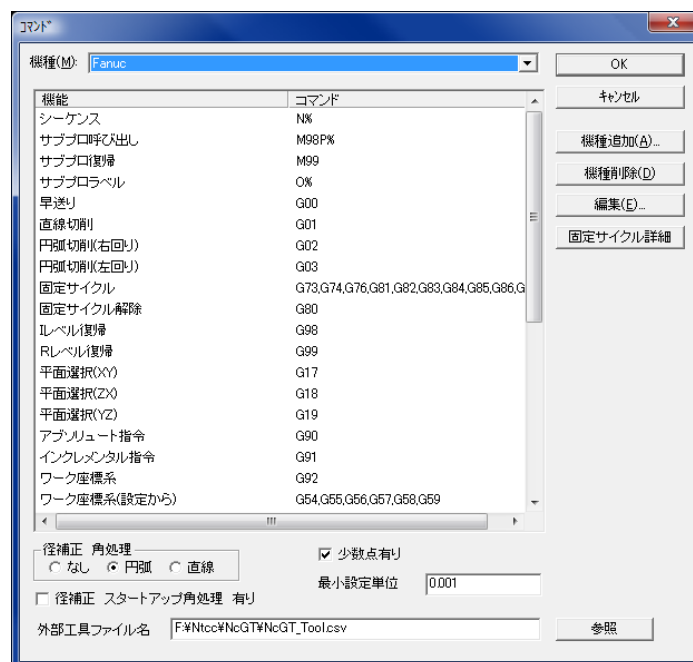 コマンド
機種(M): Fanuc
OK
キャンセル
機種追加(A)...
機種削除(D)
編集(E)...
固定サイクル詳細
機能 コマンド
シーケンス N%
サブプロ呼び出し M98P%
サブプロ復帰 M99
サブプロラベル O%
早送り G00
直線切削 G01
円弧切削(右回り) G02
円弧切削(左回り) G03
固定サイクル G73,G74,G76,G81,G82,G83,G84,G85,G86,G
固定サイクル解除 G80
Iレベル復帰 G98
Rレベル復帰 G99
平面選択(XY) G17
平面選択(ZX) G18
平面選択(YZ) G19
アブソリュート指令 G90
インクレメンタル指令 G91
ワーク座標系 G92
ワーク座標系(設定から) G54,G55,G56,G57,G58,G59
径補正 角処理
なし 円弧 直線
少数点有り
最小設定単位 0.001
径補正 スタートアップ角処理 有り
外部工具ファイル名 F:¥Ntcc¥NcGT¥NcGT_Tool.csv 参照